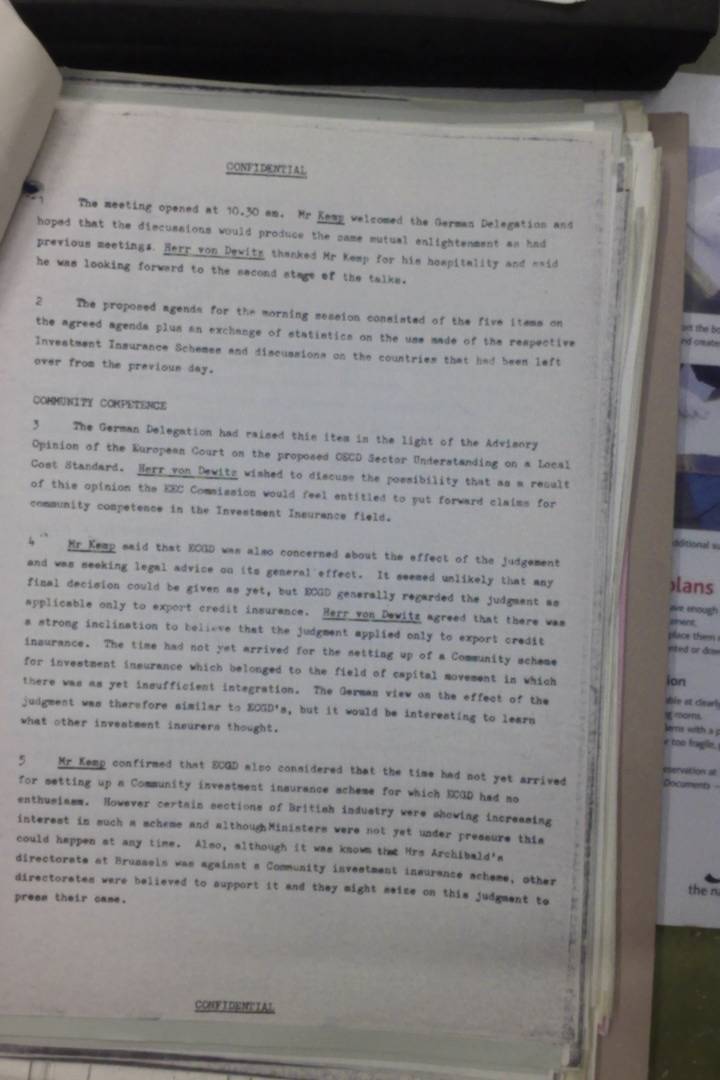 CONFIDENTIAL
1 The meeting opened at 10.30 am. Mr Kemp welcomed the German Delegation and
hoped that the discussions would produce the same mutual enlightenment as had
previous meetings. Herr von Dewitz thanked Mr Kemp for his hospitality and said
he was looking forward to the second stage of the talks.
2 The proposed agenda for the morning session consisted of the five items on
the agreed agenda plus an exchange of statistics on the use made of the respective
Investment Insurance Schemes and discussions on the countries that had been left
over from the previous day.
COMMUNITY COMPETENCE
3 The German Delegation had raised this item in the light of the Advisory
Opinion of the European Court on the proposed OECD Sector Understanding on a Local
Cost Standard. Herr von Dewitz wished to discuss the possibility that as a result
of this opinion the EEC Commission would feel entitled to put forward claims for
community competence in the Investment Insurance field.
4 Mr Kemp said that ECGD was also concerned about the effect of the judgement
and was seeking legal advice on its general effect. It seemed unlikely that any
final decision could be given as yet, but ECGD generally regarded the judgment as
applicable only to export credit insurance. Herr von Dewitz agreed that there was
a strong inclination to believe that the judgment applied only to export credit
insurance. The time had not yet arrived for the setting up of a Community scheme
for investment insurance which belonged to the field of capital movement in which
there was as yet insufficient integration. The German view on the effect of the
judgment was therefore similar to ECGD's, but it would be interesting to learn
what other investment insurers thought.
5 Mr Kemp confirmed that ECGD also considered that the time had not yet arrived
for setting up a Community investment insurance scheme for which ECGD had no
enthusiasm. However certain sections of British industry were showing increasing
interest in such a scheme and although Ministers were not yet under pressure this
could happen at any time. Also, although it was known that Mrs Archibald's
directorate at Brussels was against a Community investment insurance scheme, other
directorates were believed to support it and they might seize on this judgment to
press their case.
CONFIDENTIAL
nd create
dditional su
plans
ave enough
ement.
place them
nted or dow
ion
ble at clearly
g rooms.
tems with a p
r too fragile,
eservation at
Documents –
the na